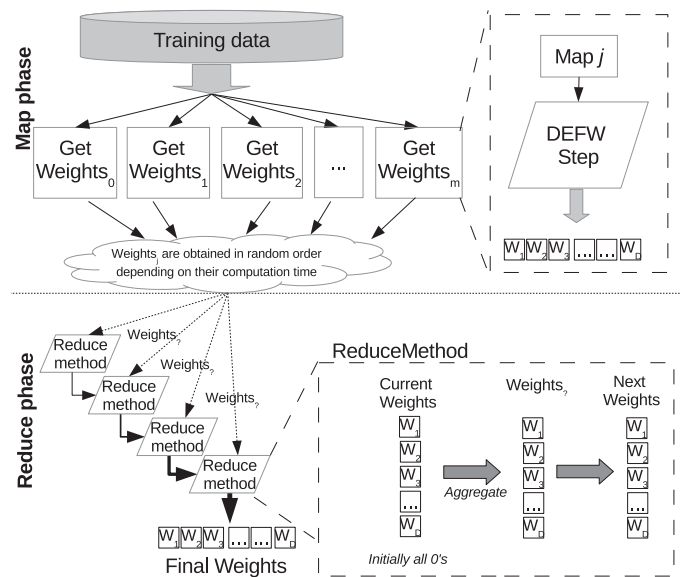 Map phase
Training data
Get Weights0
Get Weights1
Get Weights2
...
Get Weightsm
Weightsj are obtained in random order
depending on their computation time
Map j
DEFW
Step
W1 W2 W3 ... ... WD
Reduce phase
Reduce
method
Weights?
Reduce
method
Weights?
Reduce
method
Weights?
Reduce
method
W1 W2 W3 ... ... WD
Final Weights
ReduceMethod
Current
Weights
W1
W2
W3
...
WD
Initially all 0's
Aggregate
Weights?
W1
W2
W3
...
WD
Next
Weights
W1
W2
W3
...
WD